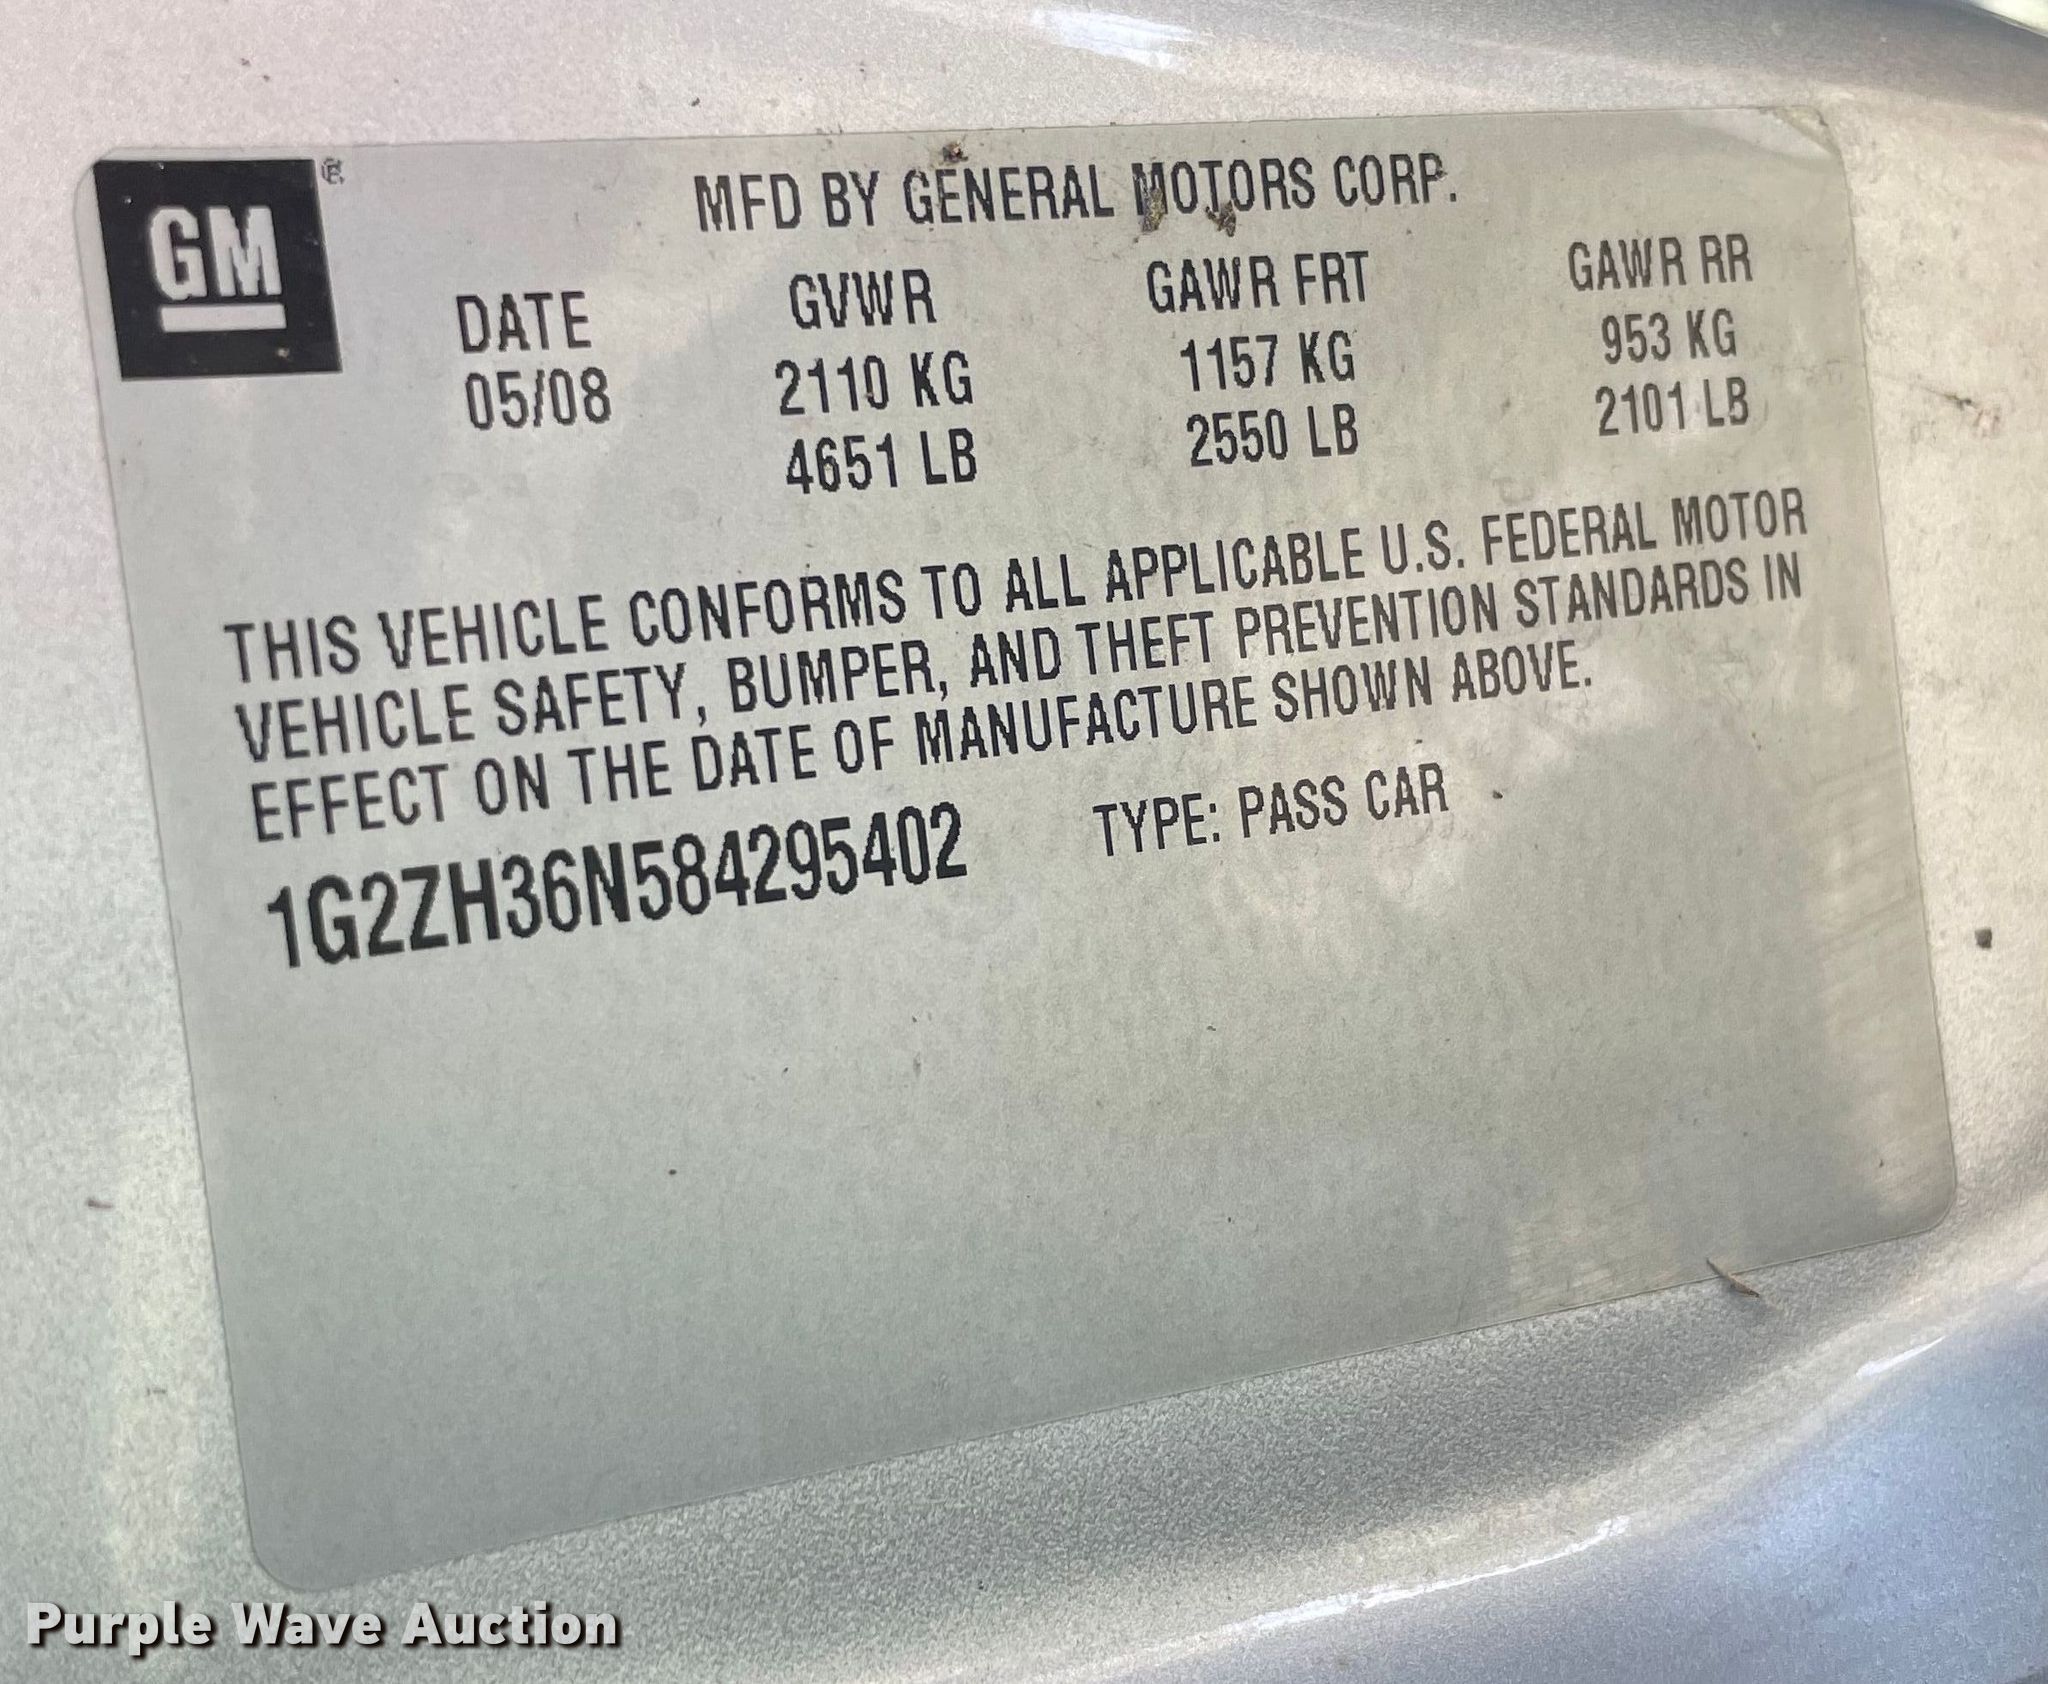 GM®
MFD BY GENERAL MOTORS CORP.
DATE GVWR GAWR FRT GAWR RR
05/08 2110 KG 1157 KG 953 KG
4651 LB 2550 LB 2101 LB
THIS VEHICLE CONFORMS TO ALL APPLICABLE U.S. FEDERAL MOTOR
VEHICLE SAFETY, BUMPER, AND THEFT PREVENTION STANDARDS IN
EFFECT ON THE DATE OF MANUFACTURE SHOWN ABOVE.
1G2ZH36N584295402 TYPE: PASS CAR
Purple Wave Auction